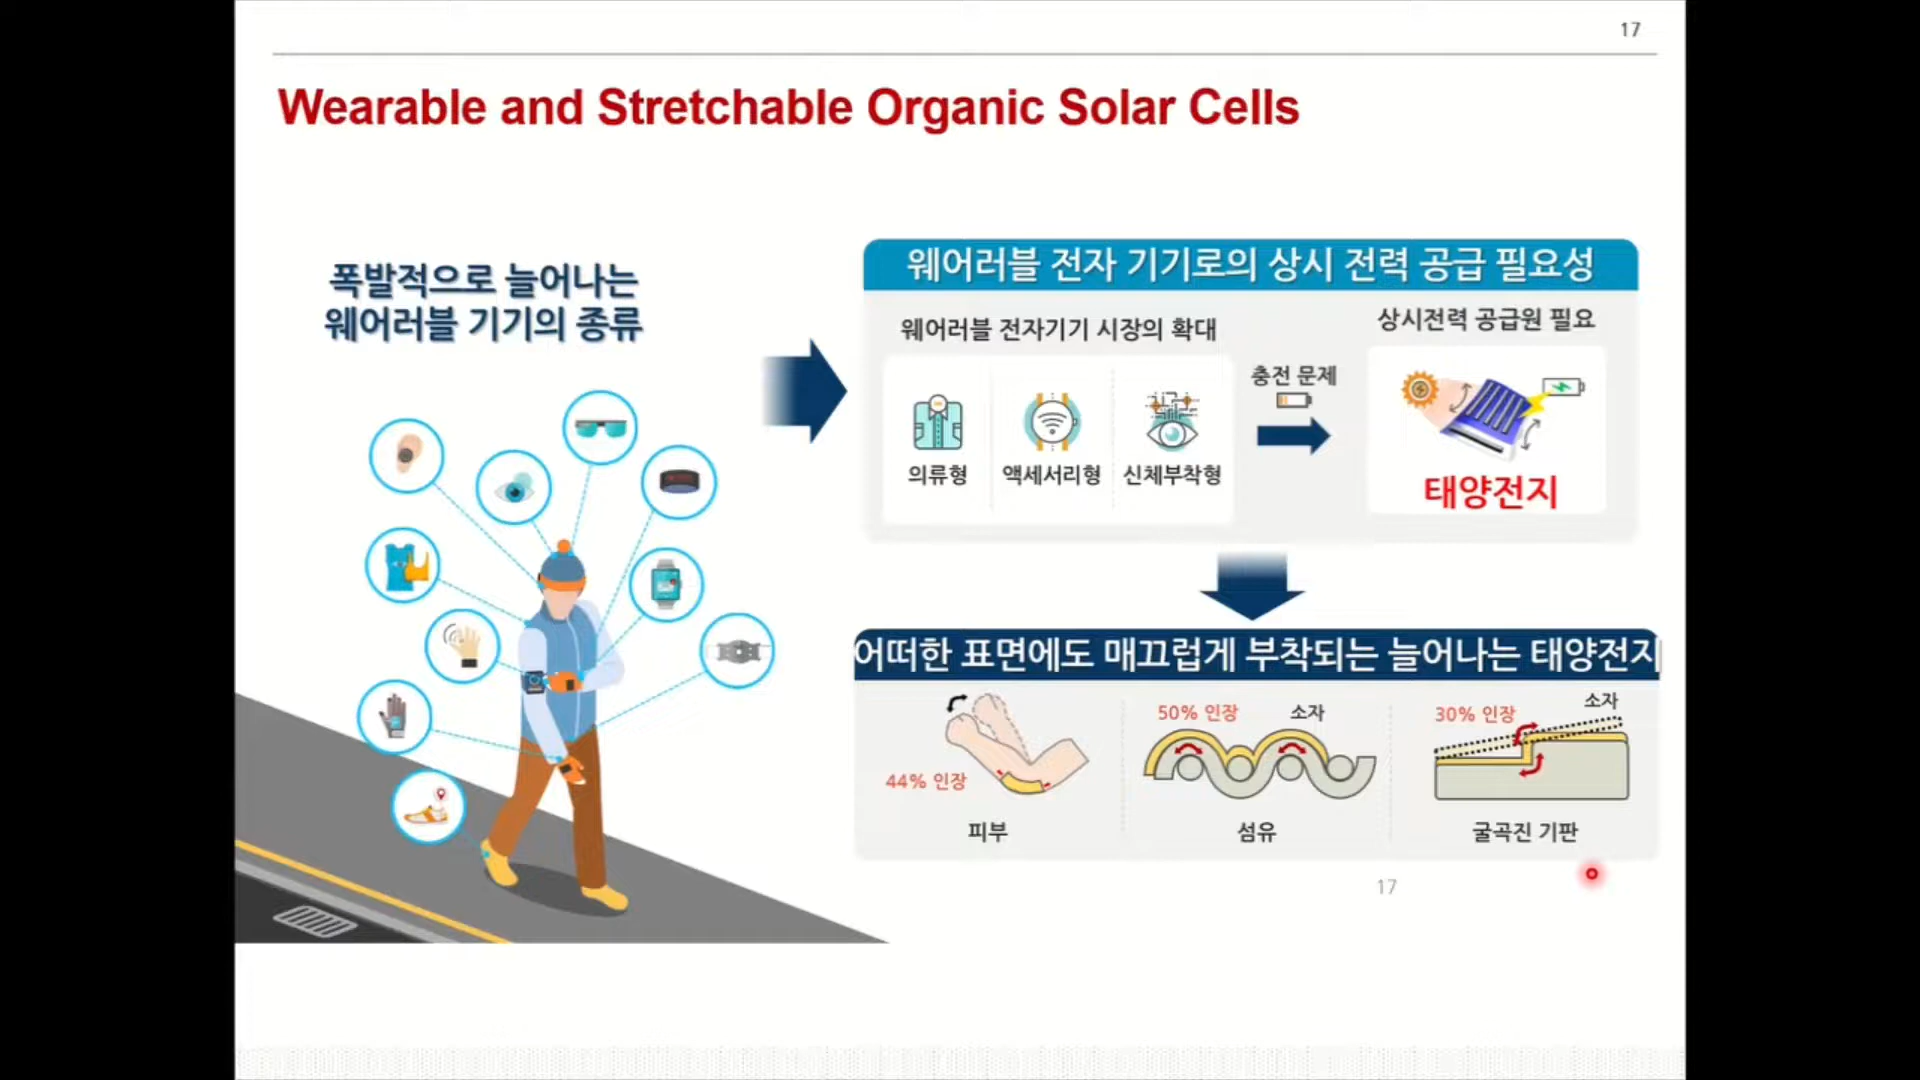 17
Wearable and Stretchable Organic Solar Cells
폭발적으로 늘어나는
웨어러블 기기의 종류
웨어러블 전자 기기로의 상시 전력 공급 필요성
웨어러블 전자기기 시장의 확대
의류형
액세서리형
신체부착형
충전 문제
상시전력 공급원 필요
태양전지
어떠한 표면에도 매끄럽게 부착되는 늘어나는 태양전지
44% 인장
피부
50% 인장
소자
섬유
30% 인장
소자
굴곡진 기판
17